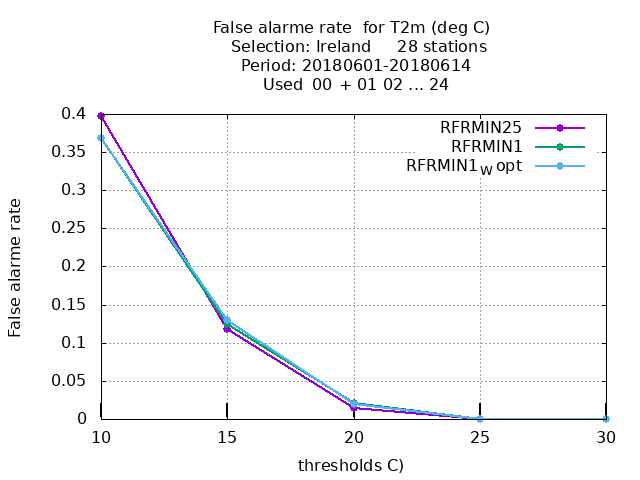 False alarme rate  for T2m (deg C)
Selection: Ireland     28 stations
Period: 20180601-20180614
Used  00 + 01 02 ... 24
RFRMIN25
RFRMIN1
RFRMIN1W opt
0.4
0.35
0.3
0.25
0.2
0.15
0.1
0.05
0
False alarme rate
10 15 20 25 30
thresholds C)